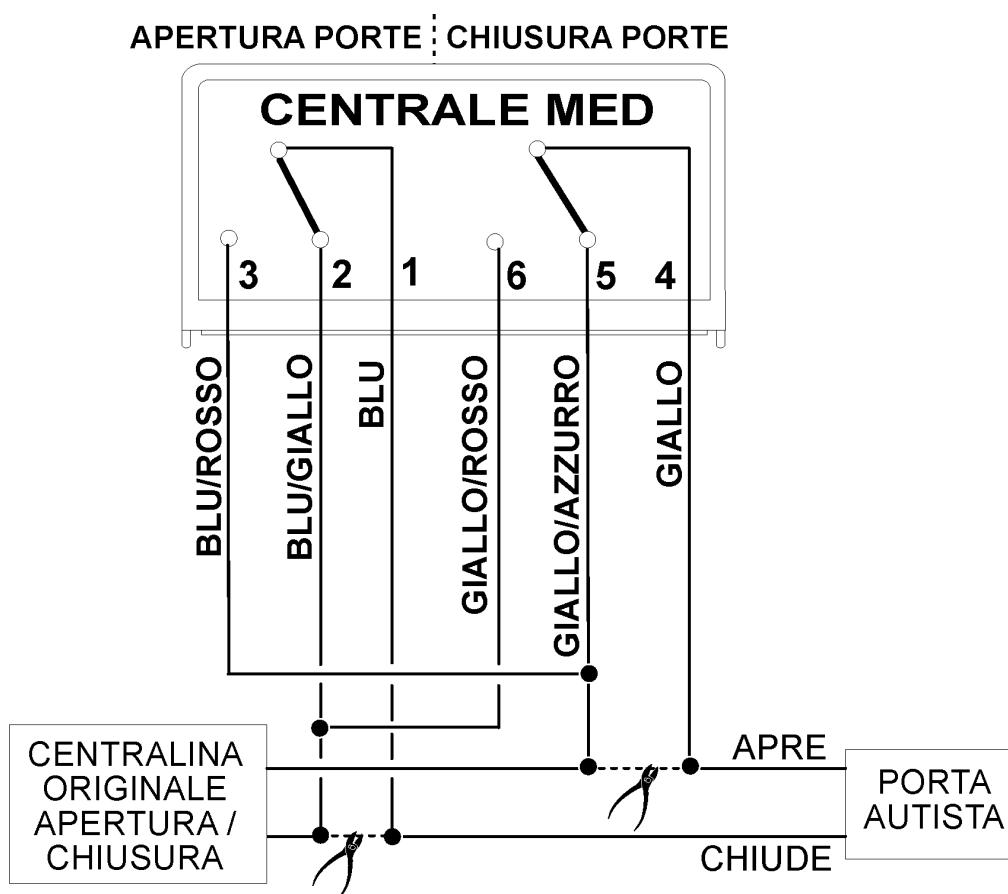 APERTURA PORTE CHIUSURA PORTE
CENTRALE MED
3 2 1 6 5 4
BLU/ROSSO
BLU/GIALLO
BLU
GIALLO/ROSSO
GIALLO/AZZURRO
GIALLO
CENTRALINA
ORIGINALE
APERTURA /
CHIUSURA
APRE
CHIUDE
PORTA
AUTISTA